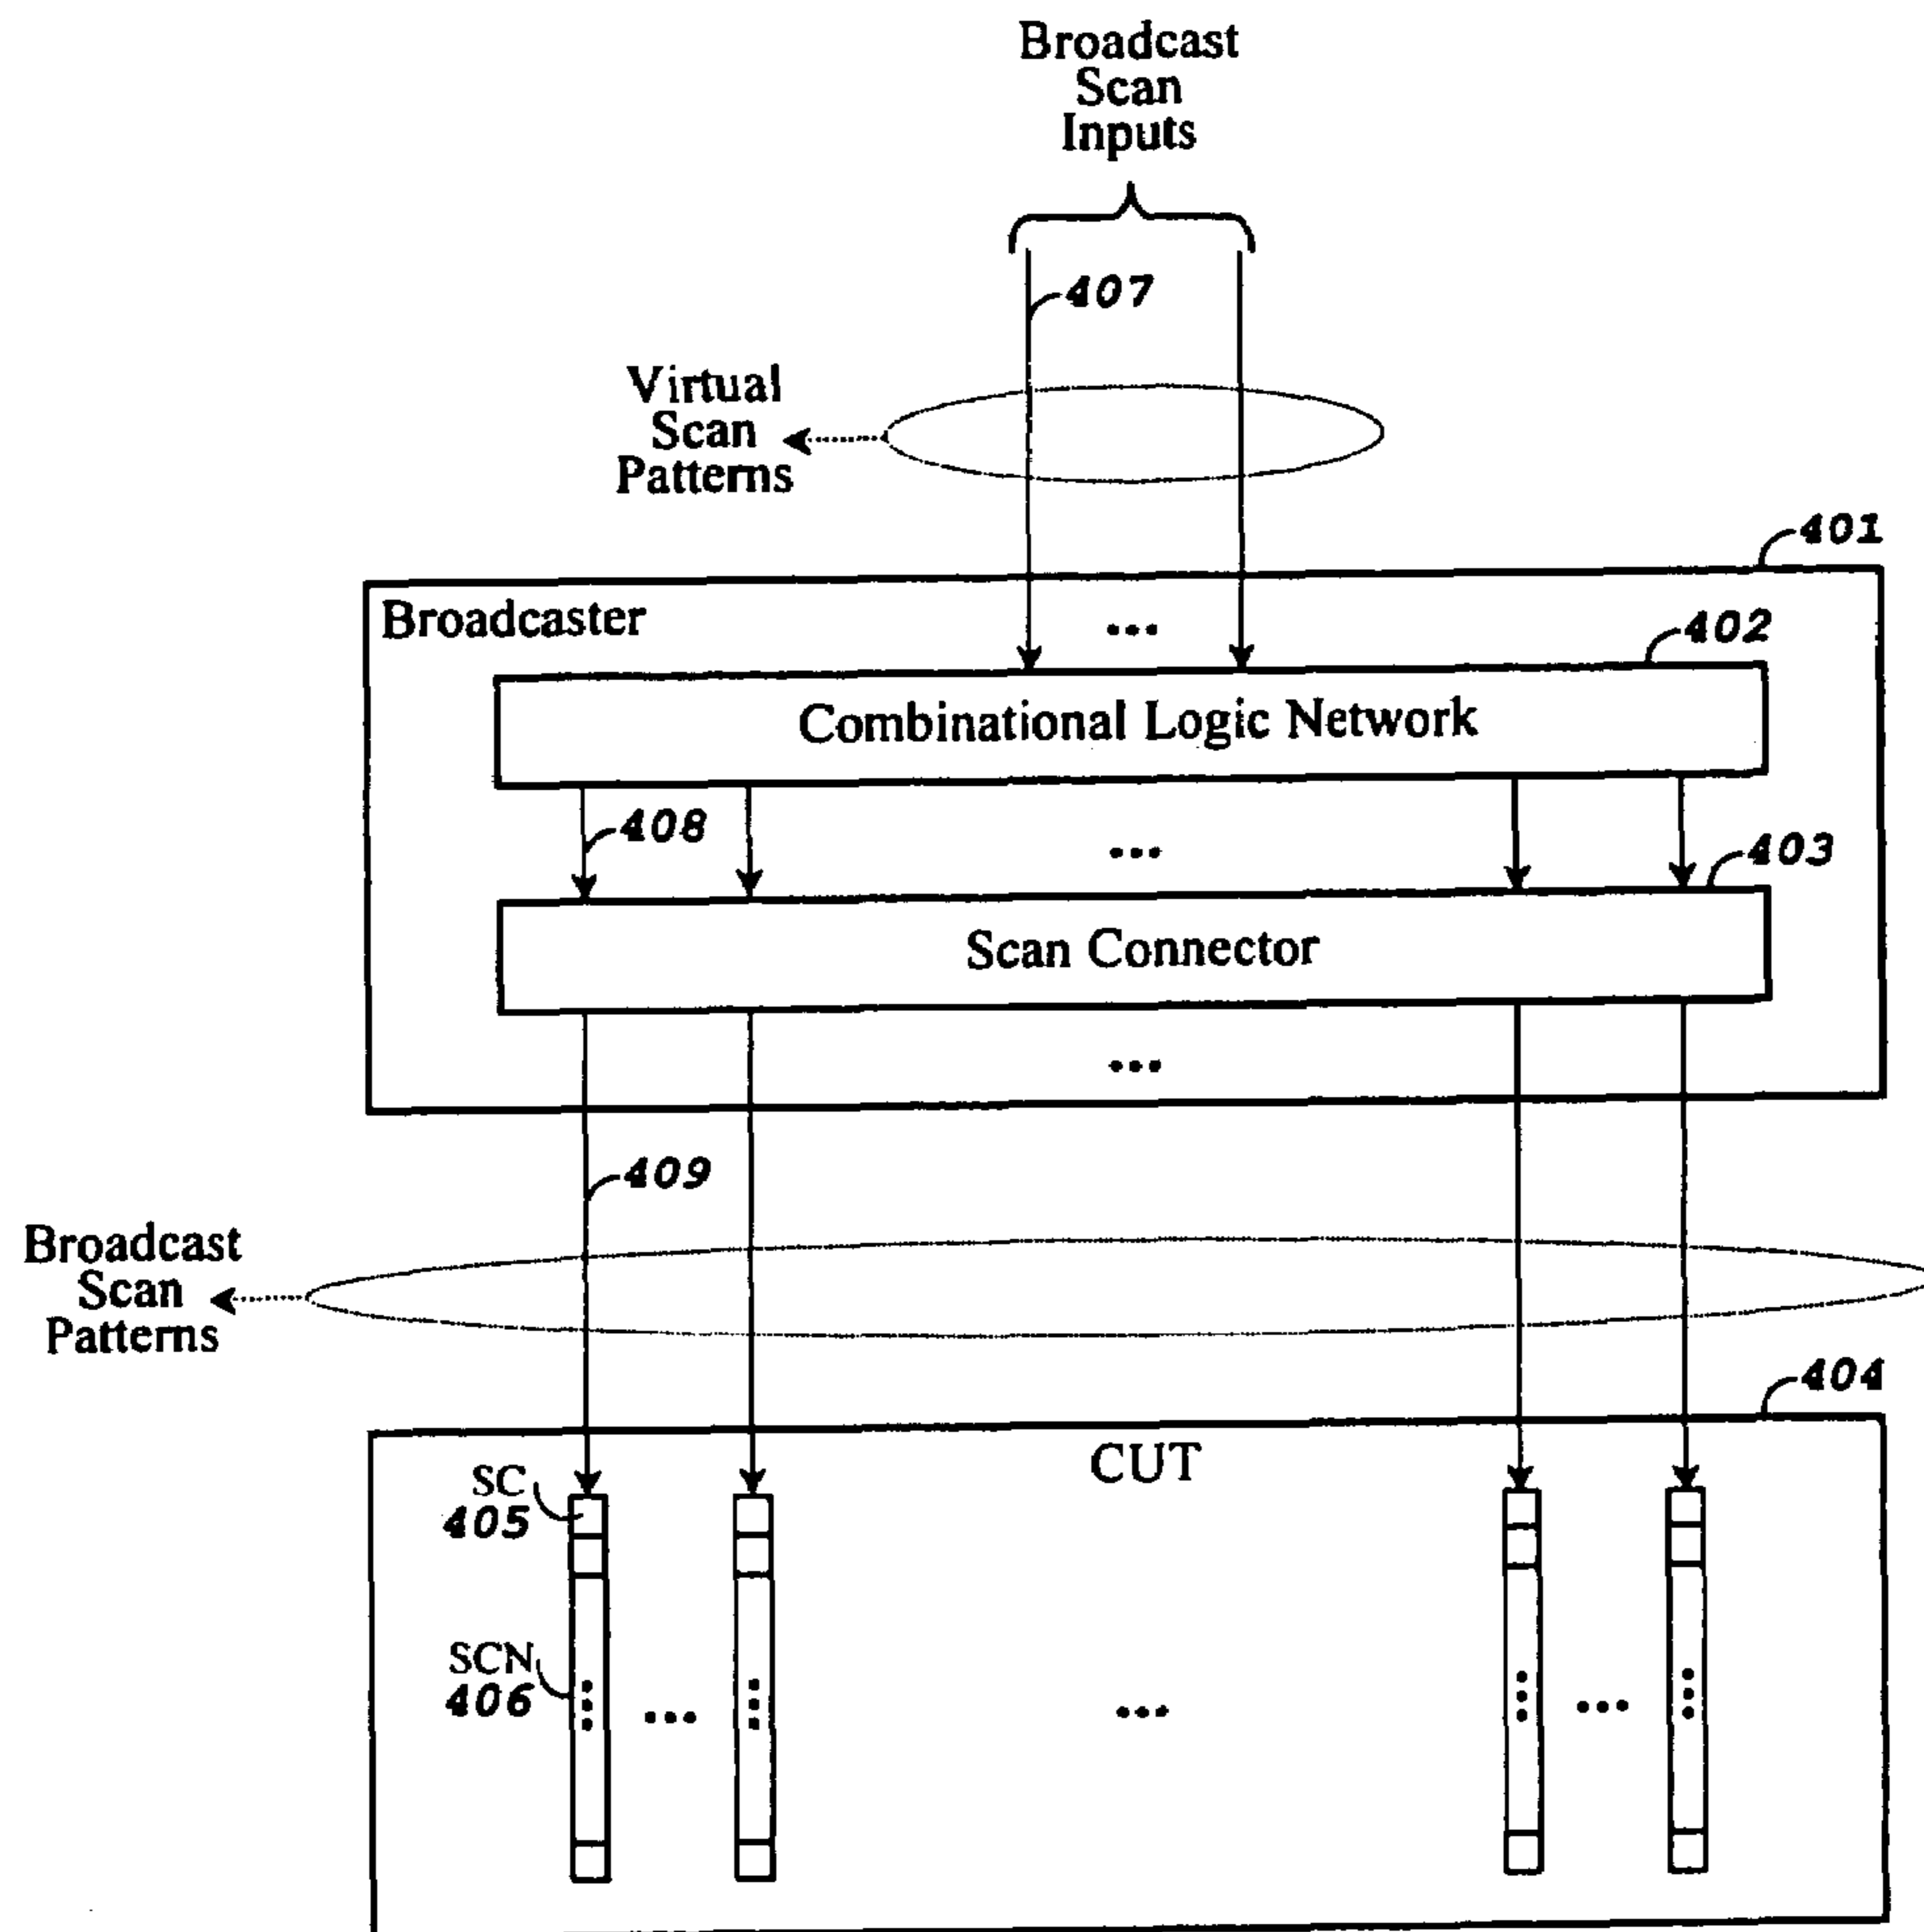 Broadcast
Scan
Inputs
407
Virtual
Scan
Patterns
401
Broadcaster
...
402
Combinational Logic Network
408
...
403
Scan Connector
...
409
Broadcast
Scan
Patterns
404
CUT
SC
405
SCN
406
... ... ...